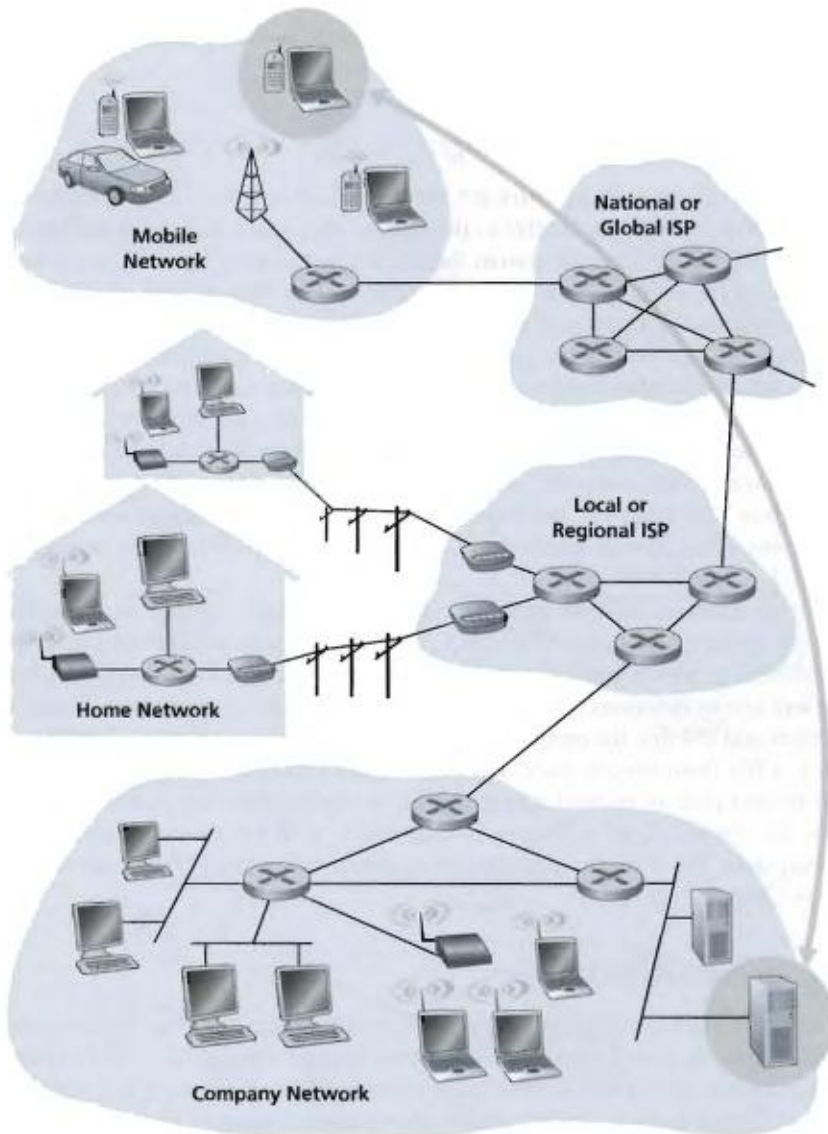 Mobile
Network
National or
Global ISP
Local or
Regional ISP
Home Network
Company Network